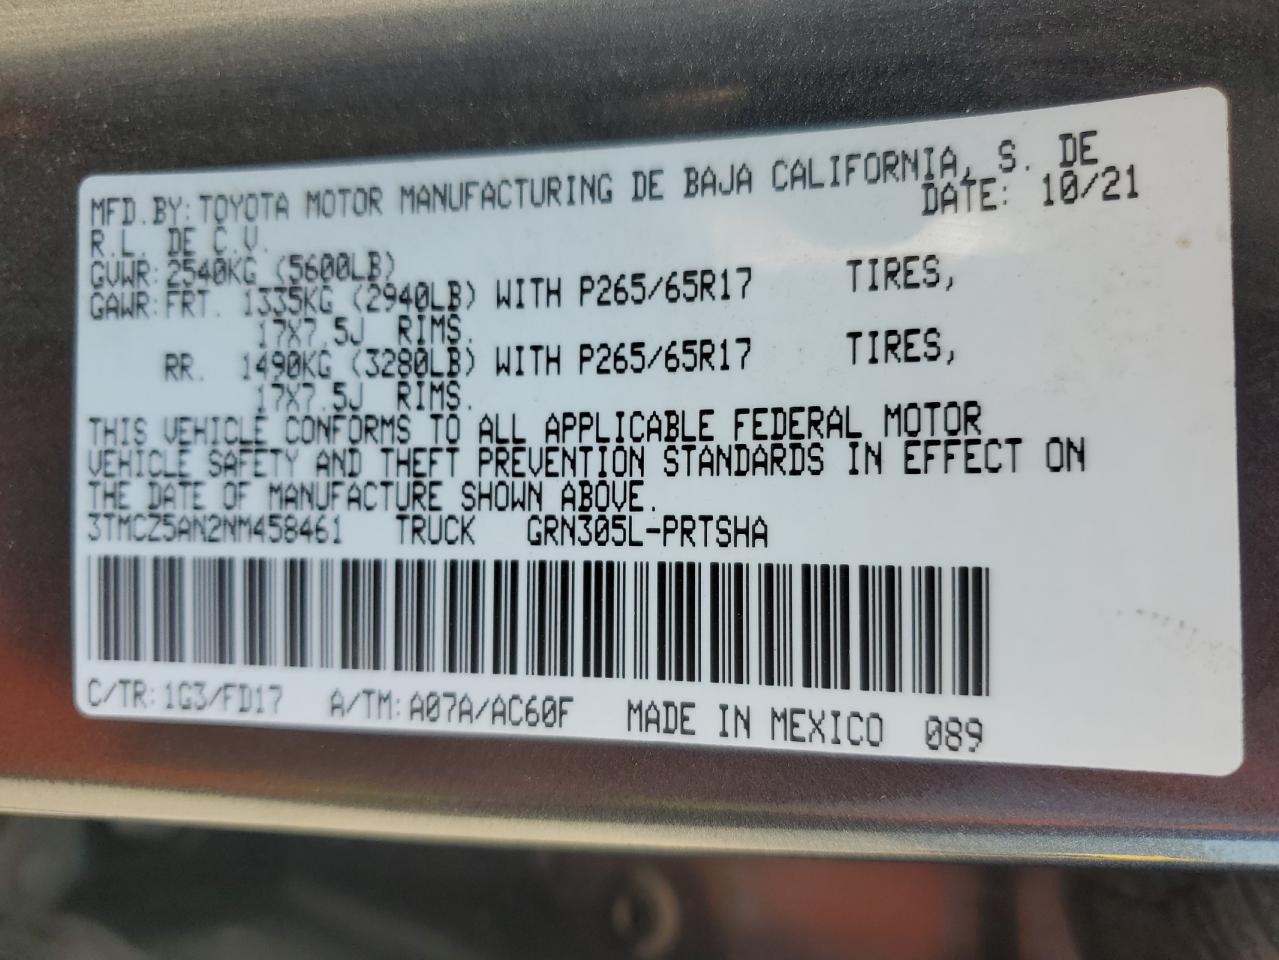 MFD.BY:TOYOTA MOTOR MANUFACTURING DE BAJA CALIFORNIA, S. DE
R.L. DE C.V. DATE: 10/21
GVWR:2540KG (5600LB)
GAWR:FRT. 1335KG (2940LB) WITH P265/65R17 TIRES,
17X7.5J RIMS.
RR. 1490KG (3280LB) WITH P265/65R17 TIRES,
17X7.5J RIMS.
THIS VEHICLE CONFORMS TO ALL APPLICABLE FEDERAL MOTOR
VEHICLE SAFETY AND THEFT PREVENTION STANDARDS IN EFFECT ON
THE DATE OF MANUFACTURE SHOWN ABOVE.
3TMCZ5AN2NM458461 TRUCK GRN305L-PRTSHA
C/TR:1G3/FD17 A/TM:A07A/AC60F MADE IN MEXICO 089